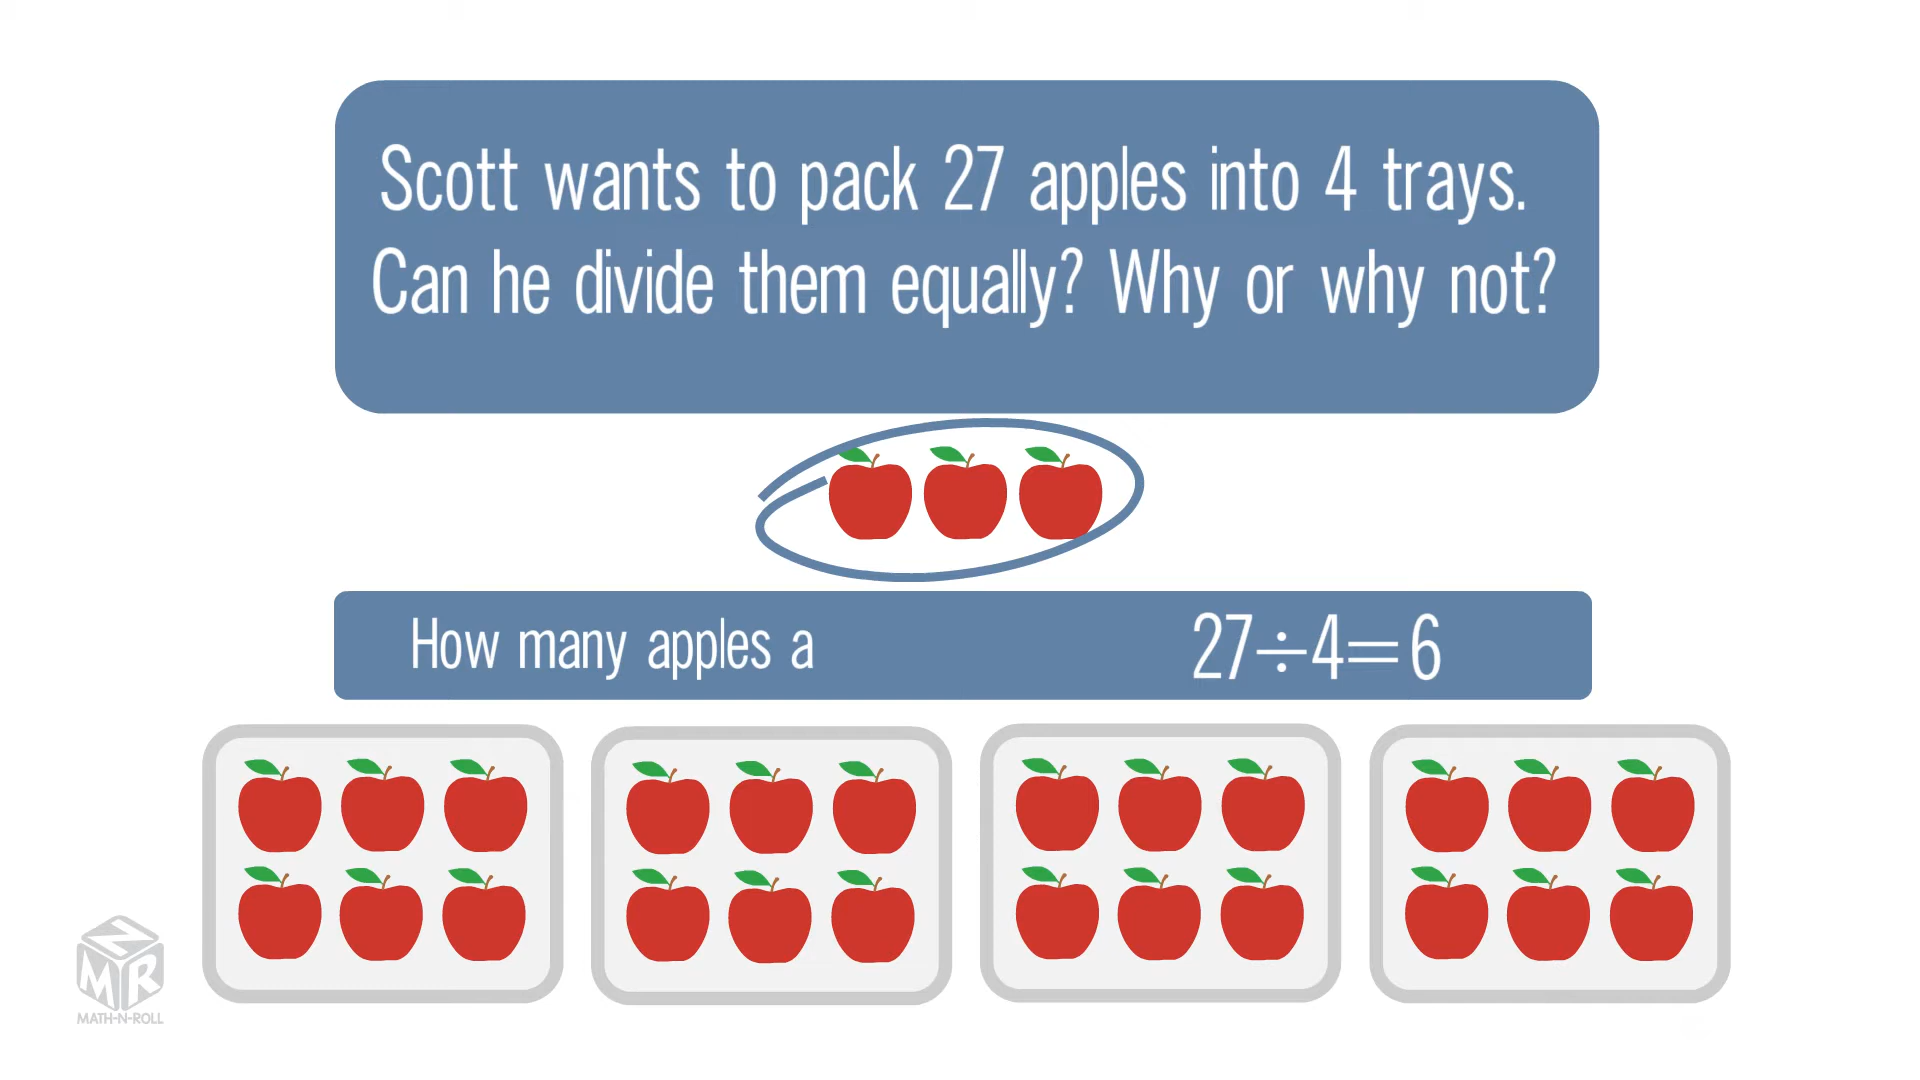 Scott wants to pack 27 apples into 4 trays.
Can he divide them equally? Why or why not?
How many apples a
27÷4=6
MNR
MATH-N-ROLL